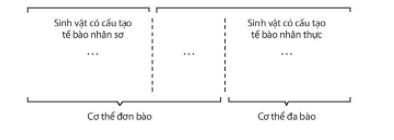 Sinh vật có cấu tạo
tế bào nhân sơ
Sinh vật có cấu tạo
tế bào nhân thực
... ... ...
Cơ thể đơn bào
Cơ thể đa bào